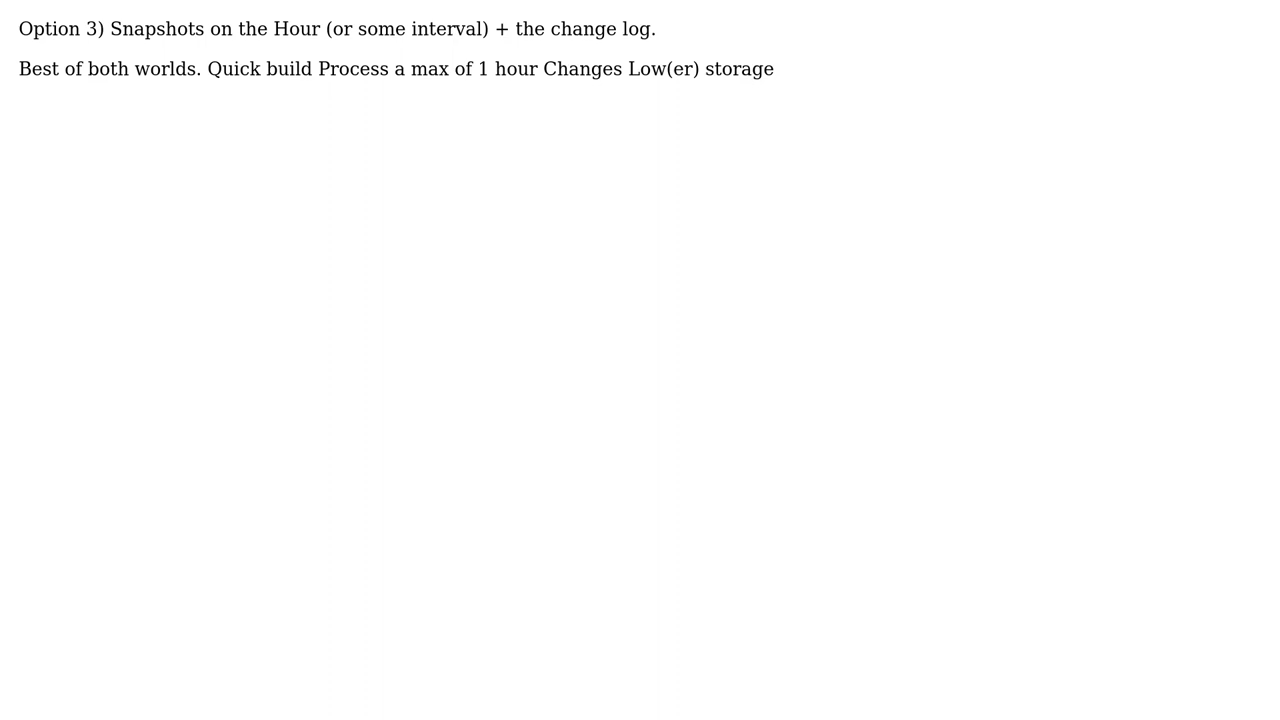 Option 3) Snapshots on the Hour (or some interval) + the change log.
Best of both worlds. Quick build Process a max of 1 hour Changes Low(er) storage